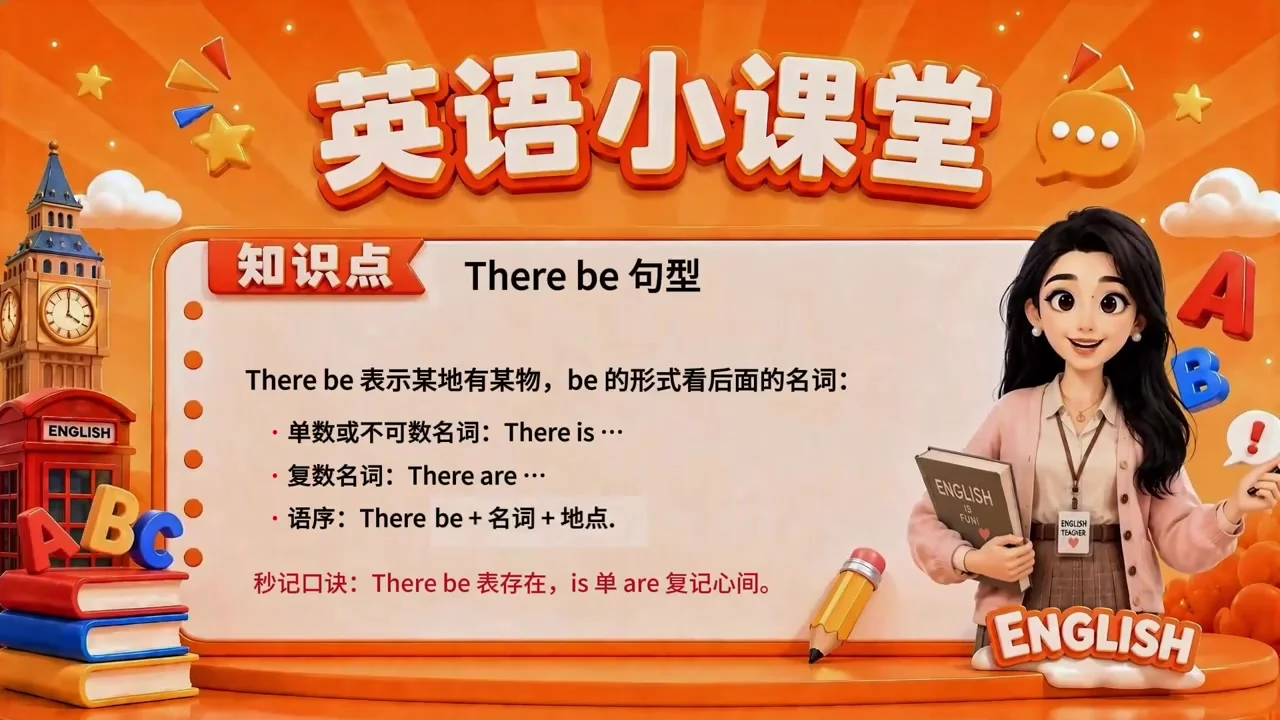 英语小课堂
知识点
There be 句型
There be 表示某地有某物，be 的形式看后面的名词：
· 单数或不可数名词：There is …
· 复数名词：There are …
· 语序：There be + 名词 + 地点.
秒记口诀：There be 表存在，is 单 are 复记心间。
ENGLISH
A
B
C
A
B
!
ENGLISH
IS
FUN!
ENGLISH
TEACHER
ENGLISH